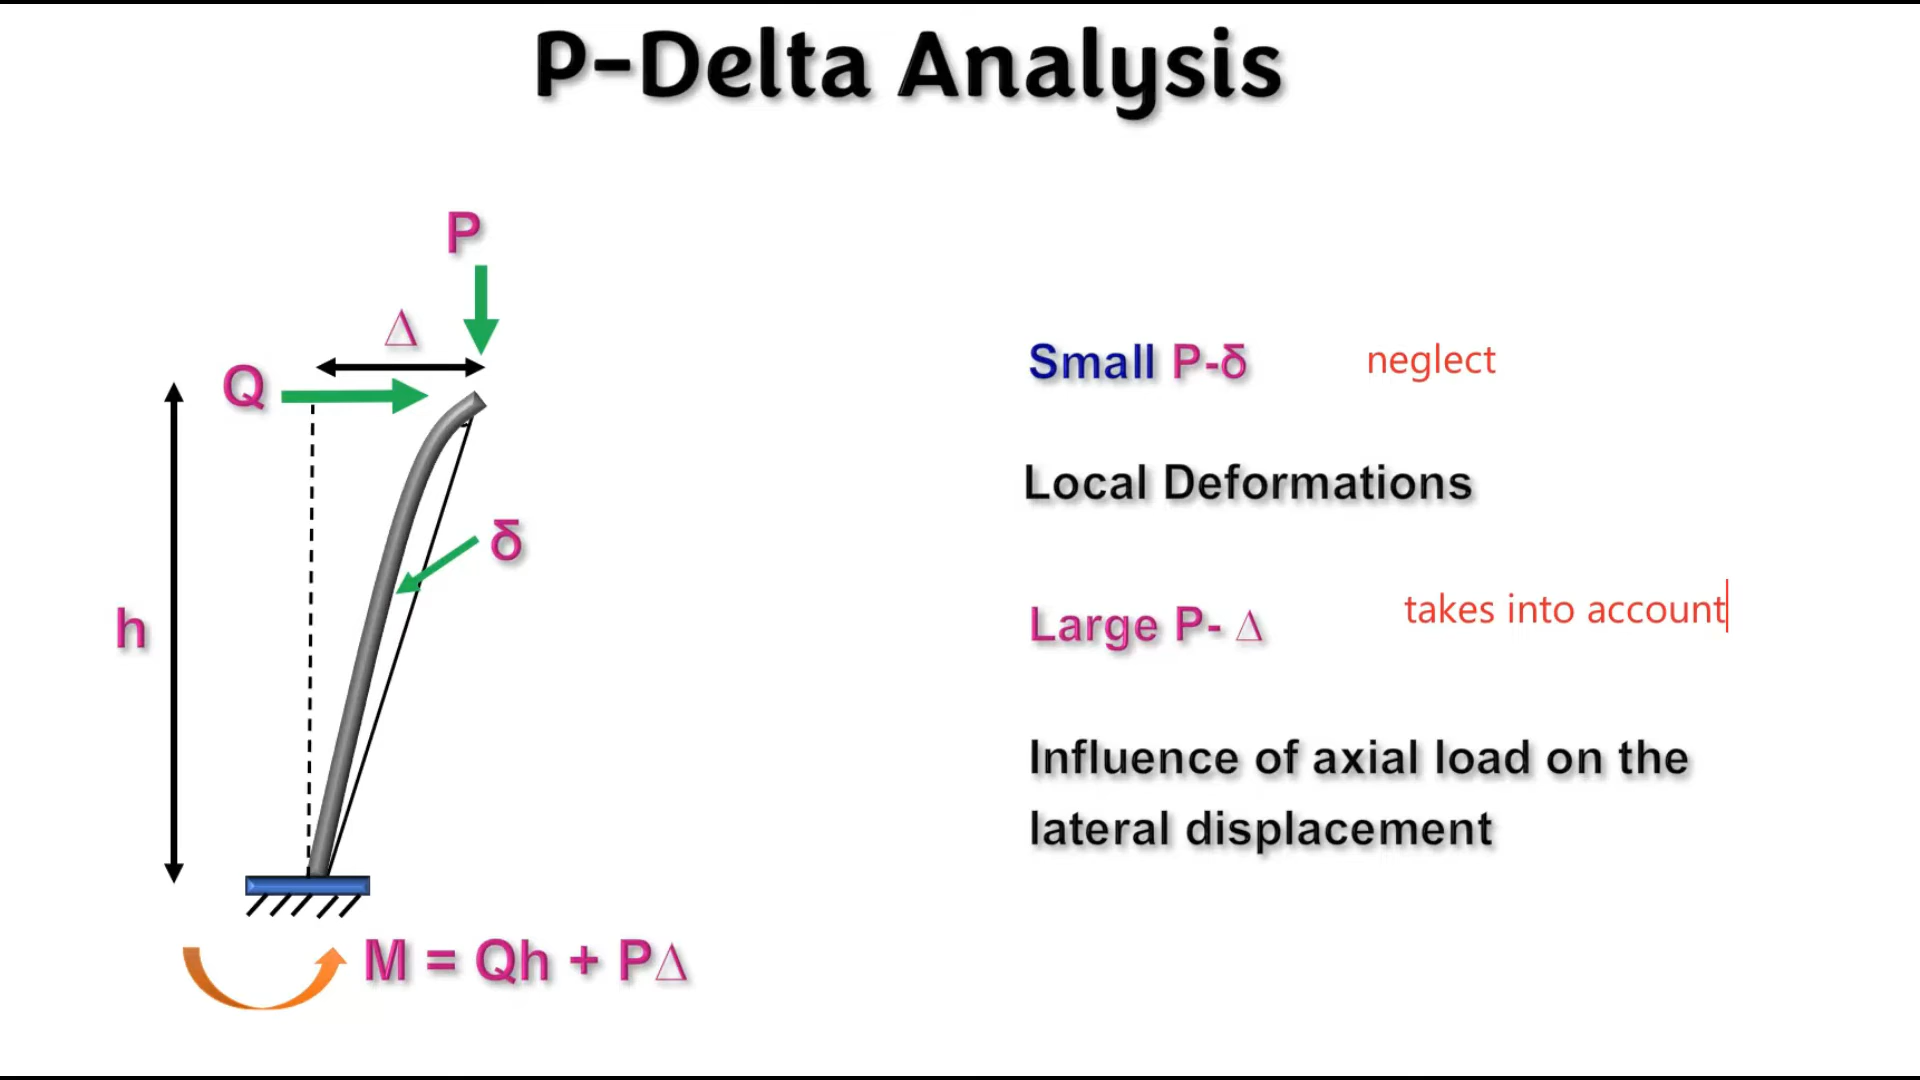 P-Delta Analysis
P
Δ
Q
δ
h
M = Qh + PΔ
Small P-δ neglect
Local Deformations
Large P- Δ takes into account
Influence of axial load on the
lateral displacement